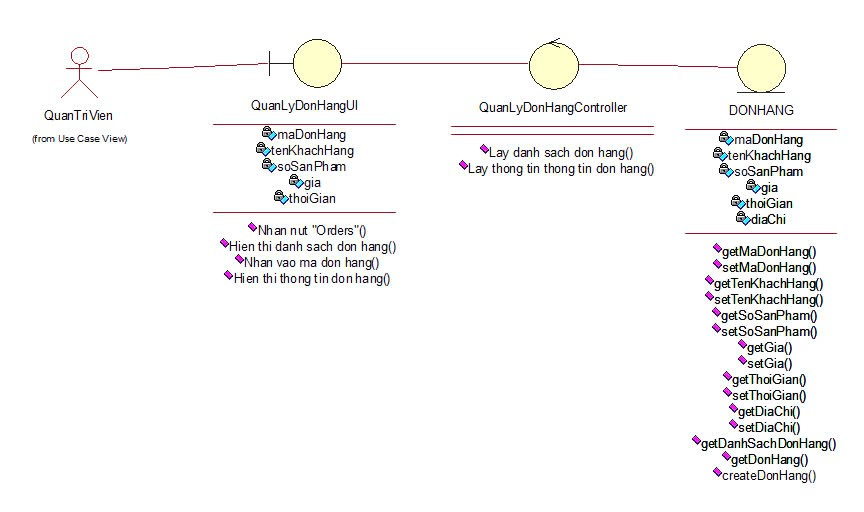 QuanTriVien
(from Use Case View)
QuanLyDonHangUI
maDonHang
tenKhachHang
soSanPham
gia
thoiGian
Nhan nut "Orders"()
Hien thi danh sach don hang()
Nhan vao ma don hang()
Hien thi thong tin don hang()
QuanLyDonHangController
Lay danh sach don hang()
Lay thong tin thong tin don hang()
DONHANG
maDonHang
tenKhachHang
soSanPham
gia
thoiGian
diaChi
getMaDonHang()
setMaDonHang()
getTenKhachHang()
setTenKhachHang()
getSoSanPham()
setSoSanPham()
getGia()
setGia()
getThoiGian()
setThoiGian()
getDiaChi()
setDiaChi()
getDanhSachDonHang()
getDonHang()
createDonHang()